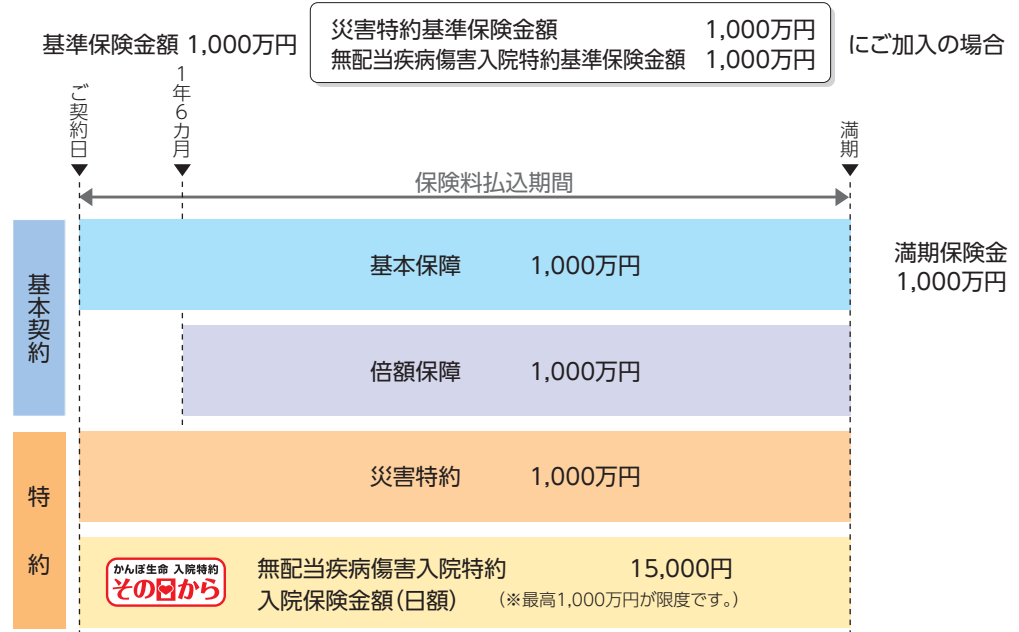 基準保険金額 1,000万円
災害特約基準保険金額 1,000万円
無配当疾病傷害入院特約基準保険金額 1,000万円
にご加入の場合
ご契約日
1年6カ月
満期
保険料払込期間
基本契約
基本保障 1,000万円
満期保険金
1,000万円
倍額保障 1,000万円
特約
災害特約 1,000万円
かんぽ生命 入院特約
その日から
無配当疾病傷害入院特約 15,000円
入院保険金額(日額) (※最高1,000万円が限度です。)